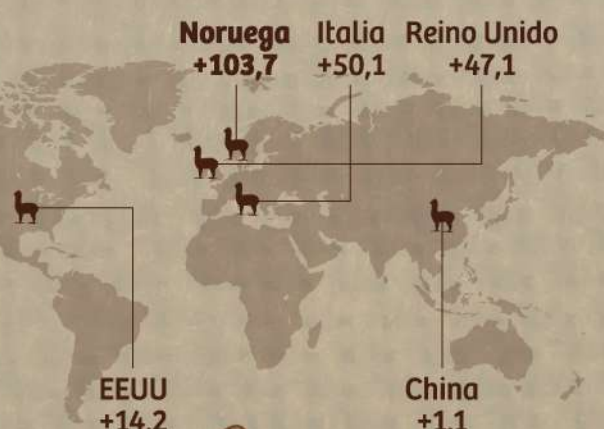 Noruega
+103,7
Italia
+50,1
Reino Unido
+47,1
EEUU
+14,2
China
+1,1